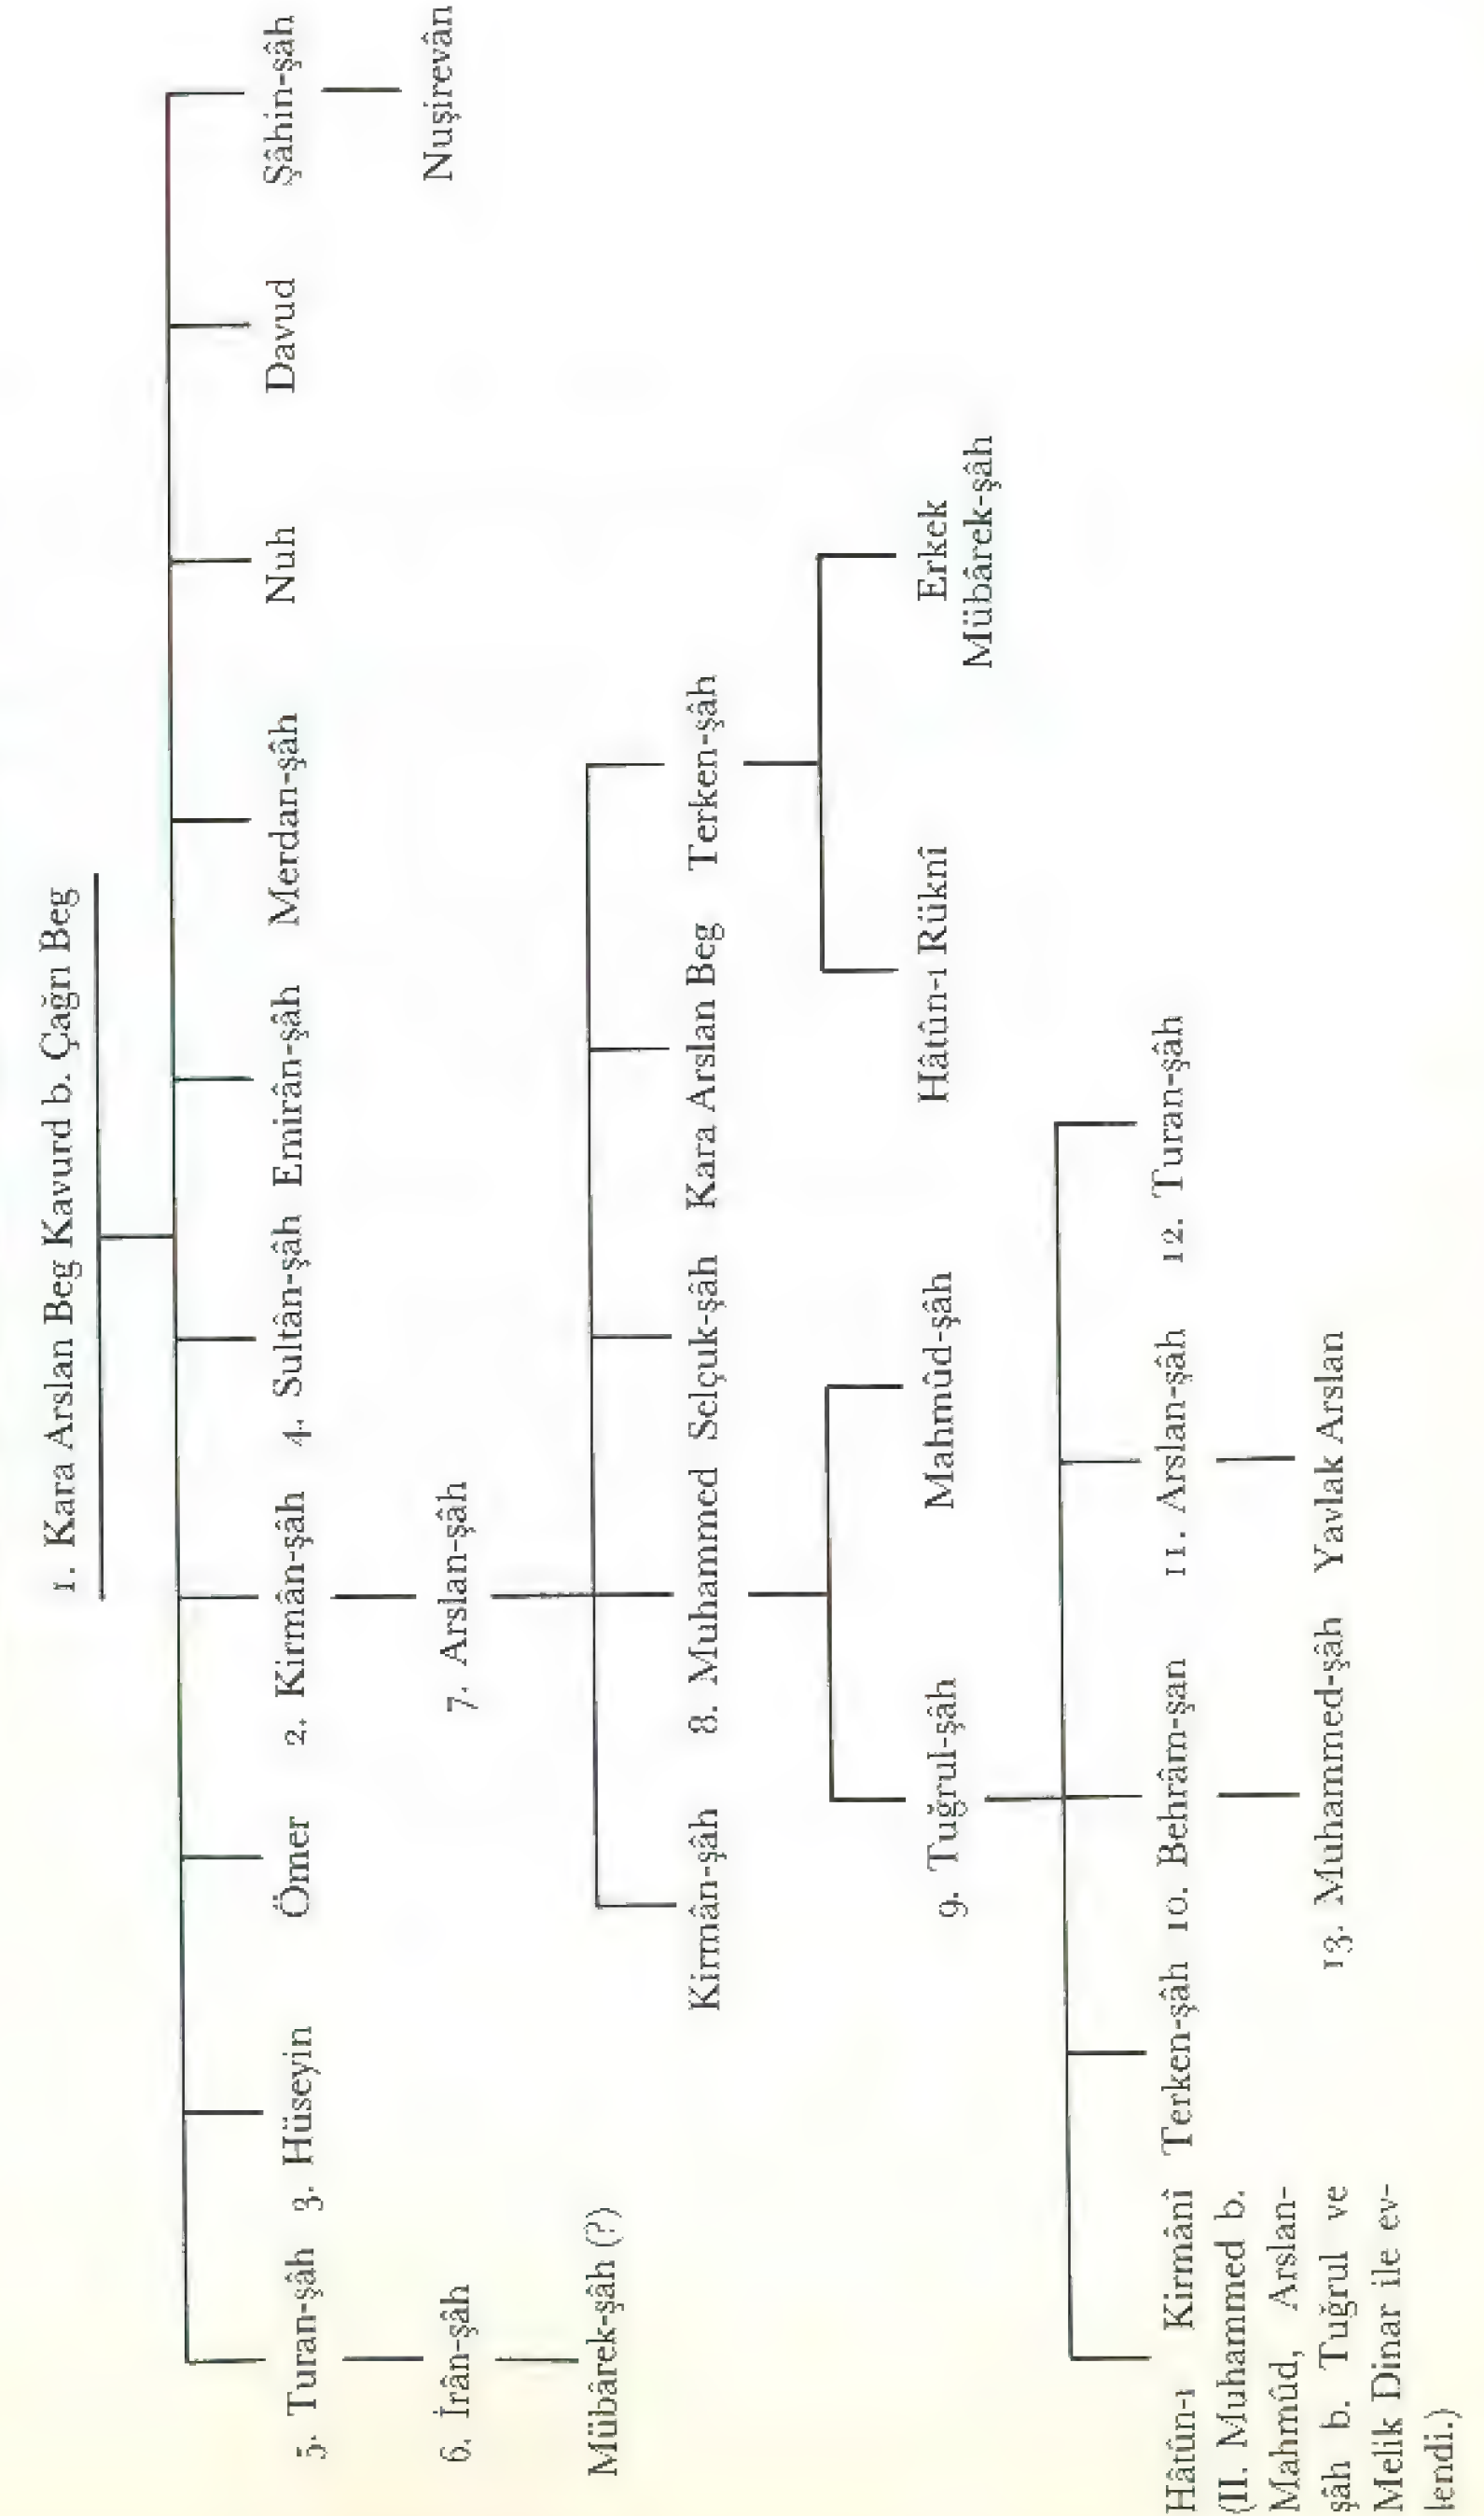 1. Kara Arslan Beg Kavurd b. Çağrı Beg
5. Turan-şâh 3. Hüseyin Ömer 2. Kirmân-şâh 4. Sultân-şâh Emirân-şâh Merdan-şâh Nuh Davud Şâhin-şâh
6. İrân-şâh 7. Arslan-şâh Nuşirevân
Mübârek-şâh (?)
Kirmân-şâh 8. Muhammed Selçuk-şâh Kara Arslan Beg Terken-şâh
9. Tuğrul-şâh Mahmûd-şâh Hâtûn-ı Rüknî Erkek
Mübârek-şâh
Hâtûn-ı Kirmânî Terken-şâh 10. Behrâm-şan 11. Arslan-şâh 12. Turan-şâh
(II. Muhammed b.
Mahmûd, Arslan-
şâh b. Tuğrul ve
Melik Dinar ile ev-
lendi.)
13. Muhammed-şâh Yavlak Arslan